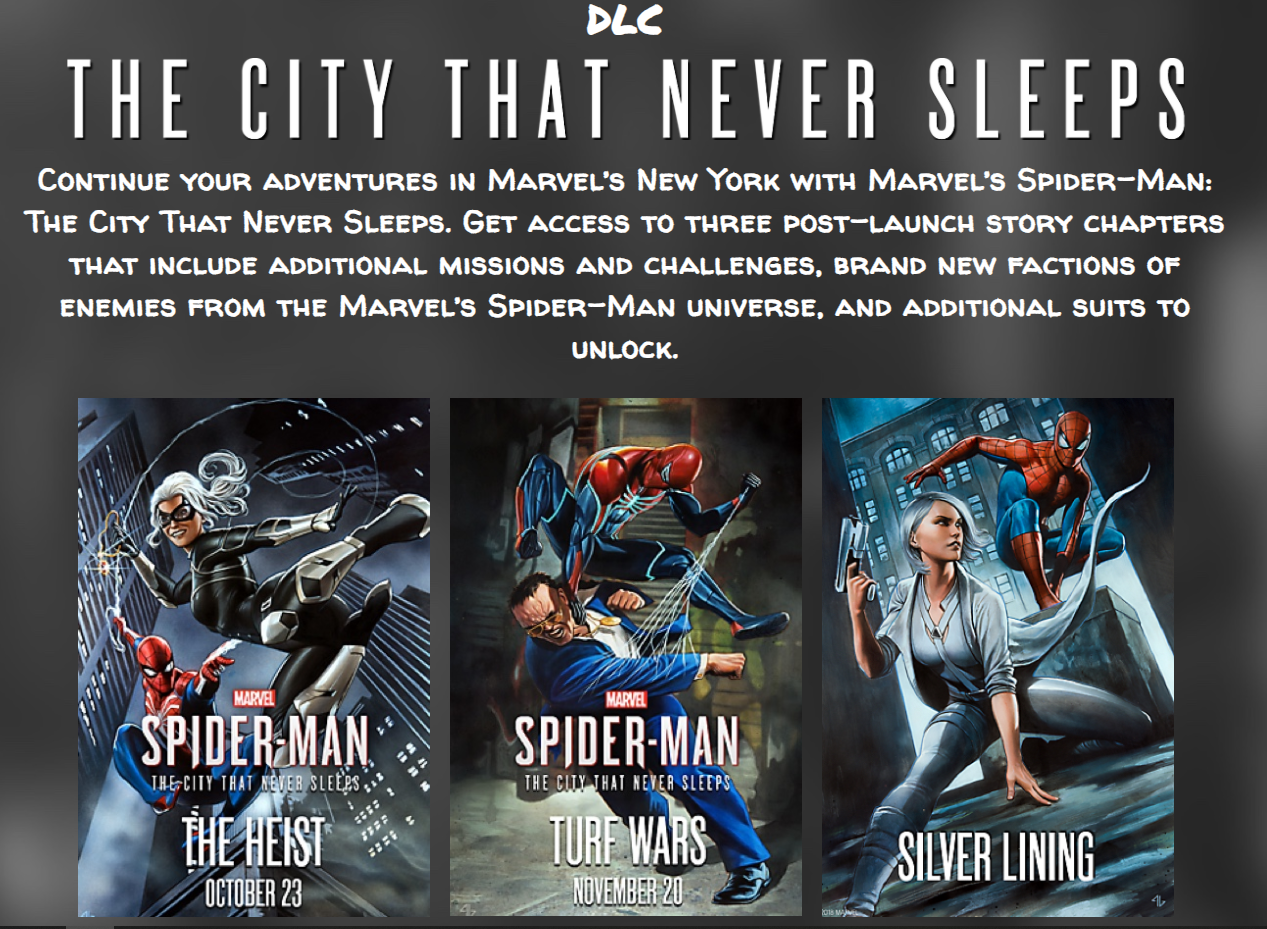 DLC
THE CITY THAT NEVER SLEEPS
Continue your adventures in Marvel's New York with Marvel's Spider-Man:
The City That Never Sleeps. Get access to three post-launch story chapters
that include additional missions and challenges, brand new factions of
enemies from the Marvel's Spider-Man universe, and additional suits to
unlock.
MARVEL
SPIDER-MAN
THE CITY THAT NEVER SLEEPS
THE HEIST
OCTOBER 23
MARVEL
SPIDER-MAN
THE CITY THAT NEVER SLEEPS
TURF WARS
NOVEMBER 20
SILVER LINING